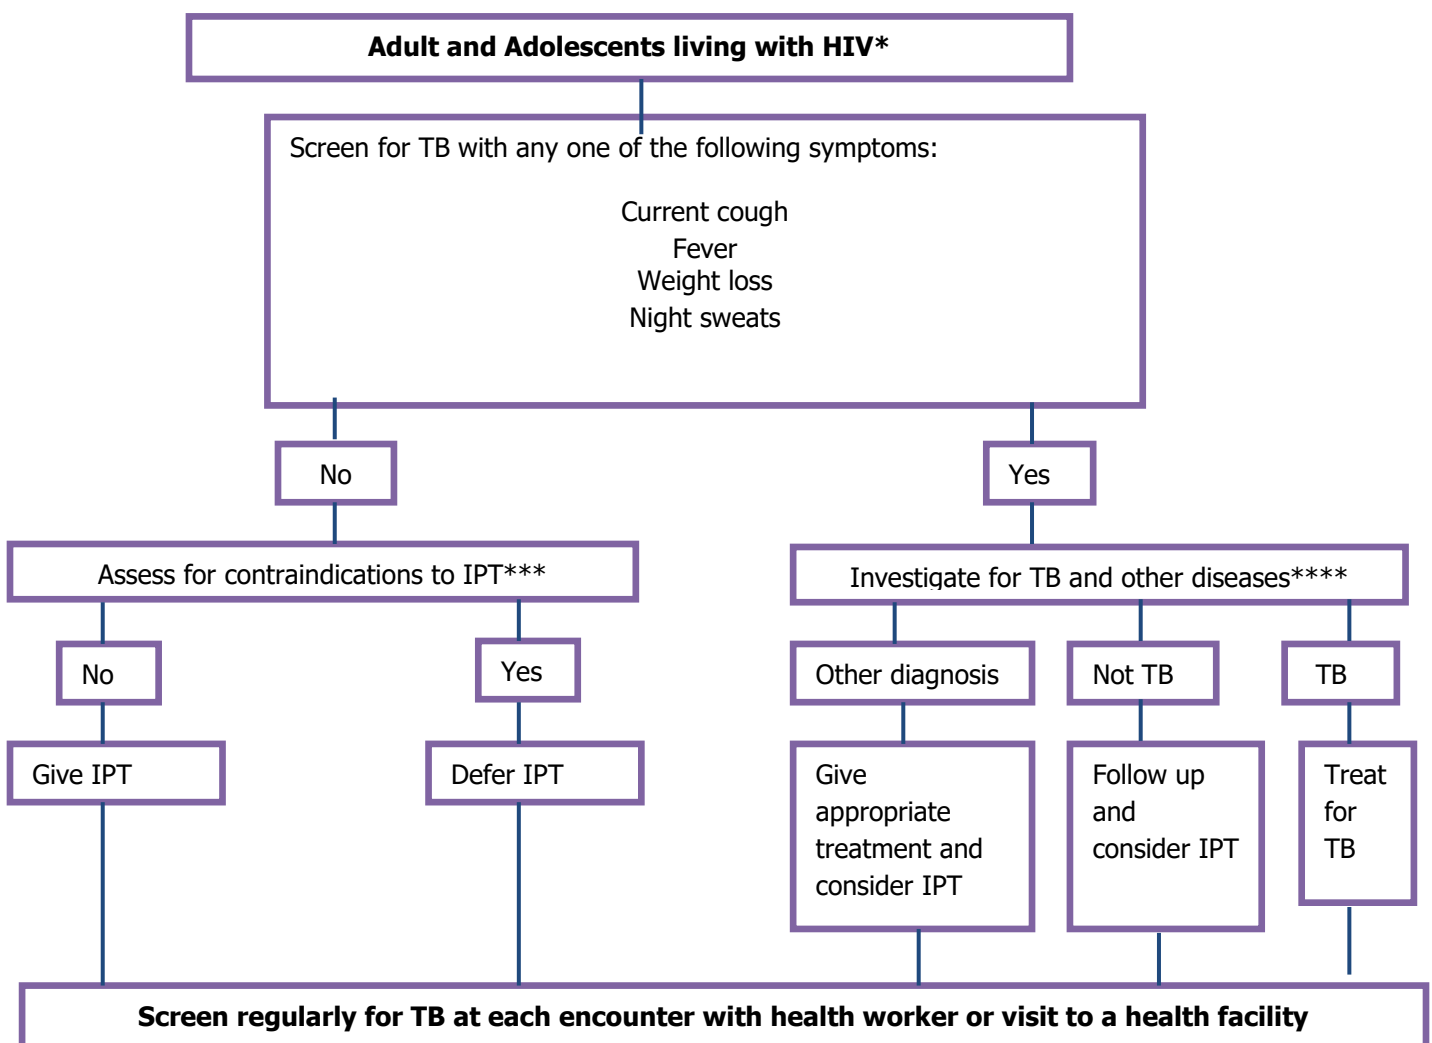 Adult and Adolescents living with HIV*
Screen for TB with any one of the following symptoms:
Current cough
Fever
Weight loss
Night sweats
No
Yes
Assess for contraindications to IPT***
Investigate for TB and other diseases****
No
Yes
Other diagnosis
Not TB
TB
Give IPT
Defer IPT
Give
appropriate
treatment and
consider IPT
Follow up
and
consider IPT
Treat
for
TB
Screen regularly for TB at each encounter with health worker or visit to a health facility